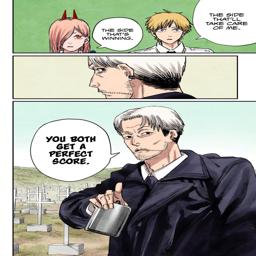 THE SIDE
THAT'S
WINNING.
THE SIDE
THAT'LL
TAKE CARE
OF ME.
YOU BOTH
GET A
PERFECT
SCORE.